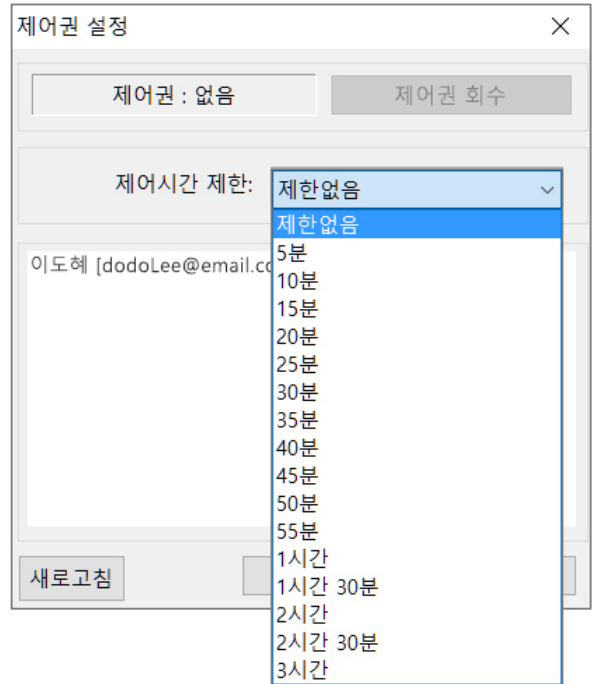 제어권 설정
제어권 : 없음
제어권 회수
제어시간 제한:
제한없음
제한없음
이도혜 [dodoLee@email.co
5분
10분
15분
20분
25분
30분
35분
40분
45분
50분
55분
1시간
1시간 30분
2시간
2시간 30분
3시간
새로고침